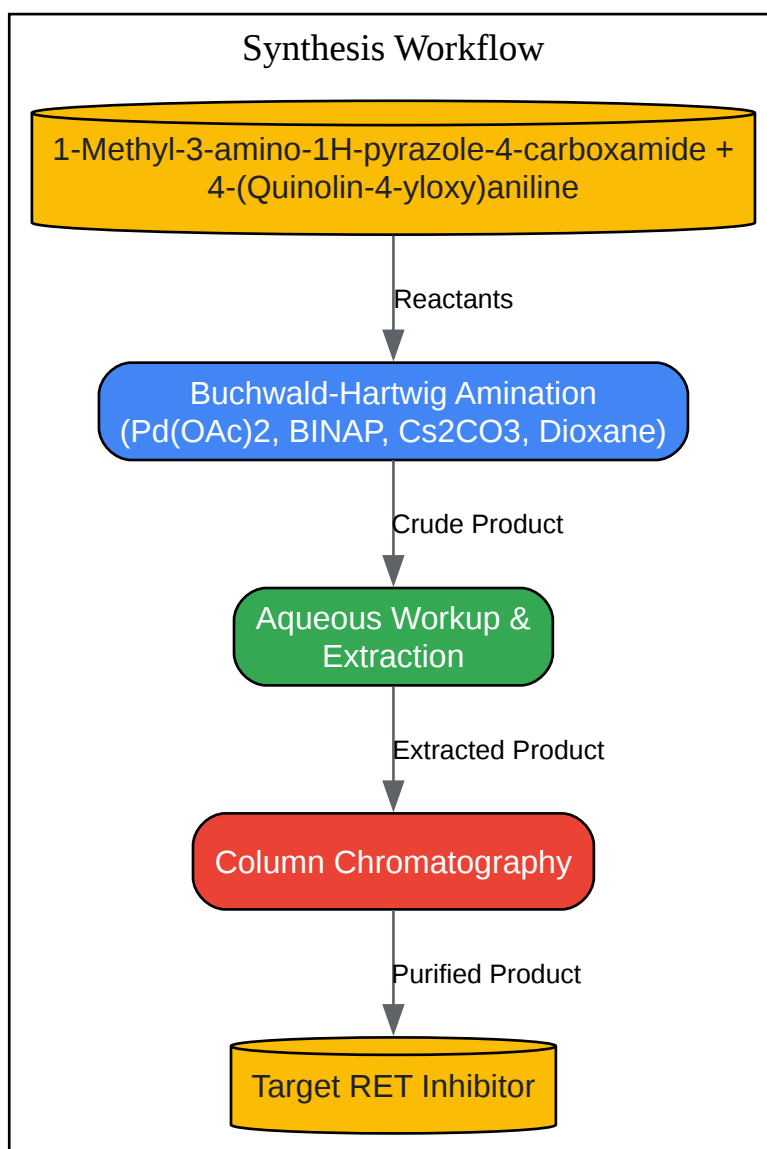 Synthesis Workflow
1-Methyl-3-amino-1H-pyrazole-4-carboxamide +
4-(Quinolin-4-yloxy)aniline
Reactants
Buchwald-Hartwig Amination
(Pd(OAc)2, BINAP, Cs2CO3, Dioxane)
Crude Product
Aqueous Workup &
Extraction
Extracted Product
Column Chromatography
Purified Product
Target RET Inhibitor